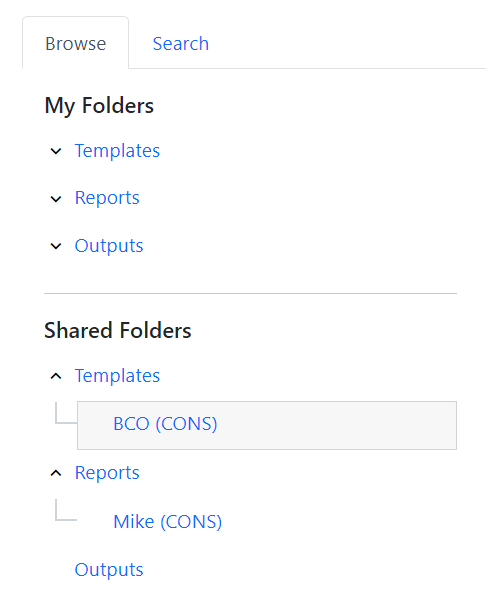 Browse Search
My Folders
Templates
Reports
Outputs
Shared Folders
Templates
BCO (CONS)
Reports
Mike (CONS)
Outputs